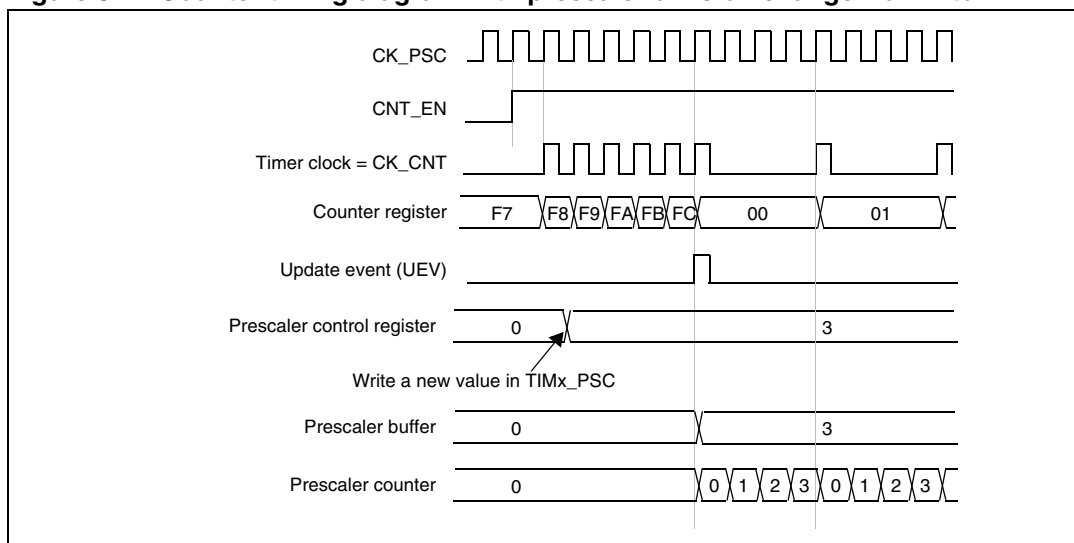 CK_PSC
CNT_EN
Timer clock = CK_CNT
Counter register F7 F8 F9 FA FB FC 00 01
Update event (UEV)
Prescaler control register 0 3
Write a new value in TIMx_PSC
Prescaler buffer 0 3
Prescaler counter 0 0 1 2 3 0 1 2 3